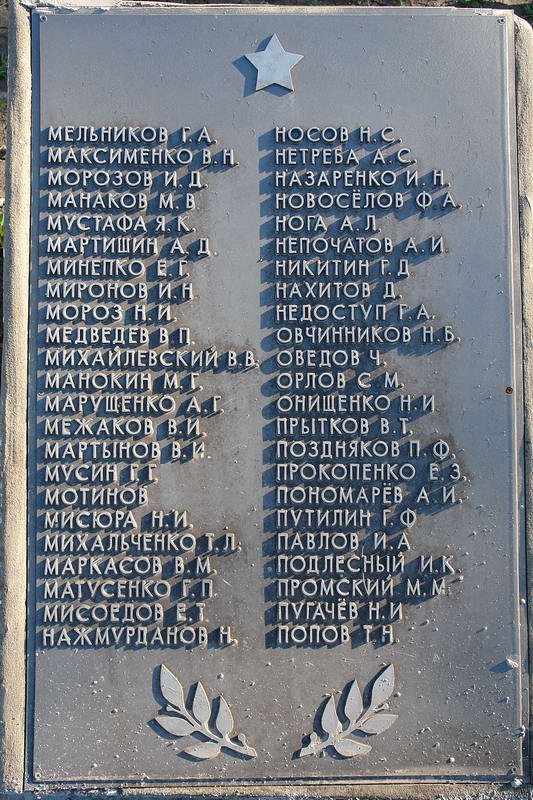 МЕЛЬНИКОВ Г.А.
МАКСИМЕНКО В.Н.
МОРОЗОВ И.Д.
МАНАКОВ М.В.
МУСТАФА Я.К.
МАРТИШИН А.Д.
МИНЕПКО Е.Г.
МИРОНОВ И.Н.
МОРОЗ Н.И.
МЕДВЕДЕВ В.П.
МИХАЙЛЕВСКИЙ В.В.
МАНОКИН М.Г.
МАРУЩЕНКО А.Г.
МЕЖАКОВ В.И.
МАРТЫНОВ В.И.
МУСИН Г.Г.
МОТИНОВ
МИСЮРА Н.И.
МИХАЛЬЧЕНКО Т.Л.
МАРКАСОВ В.М.
МАТУСЕНКО Г.П.
МИСОЕДОВ Е.Т.
НАЖМУРДАНОВ Н.
НОСОВ Н.С.
НЕТРЕБА А.С.
НАЗАРЕНКО И.Н.
НОВОСЁЛОВ Ф.А.
НОГА А.Л.
НЕПОЧАТОВ А.И.
НИКИТИН Г.Д.
НАХИТОВ Д.
НЕДОСТУП Г.А.
ОВЧИННИКОВ Н.Б.
ОВЕДОВ Ч.
ОРЛОВ С.М.
ОНИЩЕНКО Н.И.
ПРЫТКОВ В.Т.
ПОЗДНЯКОВ П.Ф.
ПРОКОПЕНКО Е.З.
ПОНОМАРЁВ А.И.
ПУТИЛИН Г.Ф.
ПАВЛОВ И.А.
ПОДЛЕСНЫЙ И.К.
ПРОМСКИЙ М.М.
ПУГАЧЁВ Н.И.
ПОПОВ Т.Н.